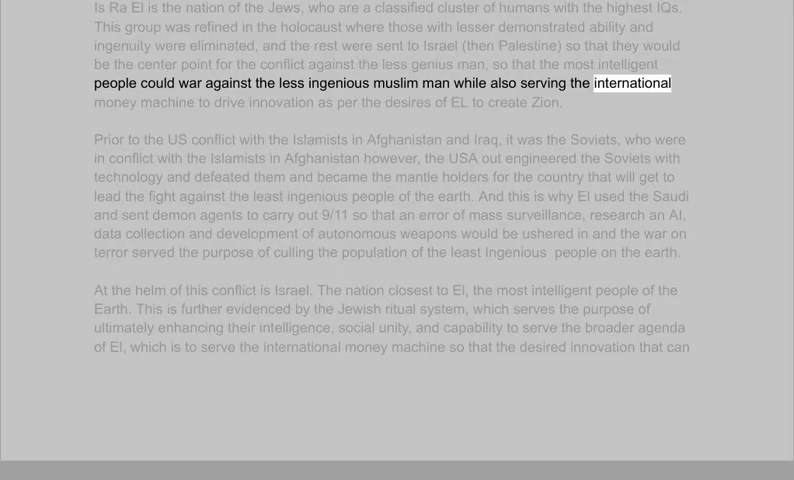 Is Ra El is the nation of the Jews, who are a classified cluster of humans with the highest IQs.
This group was refined in the holocaust where those with lesser demonstrated ability and
ingenuity were eliminated, and the rest were sent to Israel (then Palestine) so that they would
be the center point for the conflict against the less genius man, so that the most intelligent
people could war against the less ingenious muslim man while also serving the international
money machine to drive innovation as per the desires of EL to create Zion.
Prior to the US conflict with the Islamists in Afghanistan and Iraq, it was the Soviets, who were
in conflict with the Islamists in Afghanistan however, the USA out engineered the Soviets with
technology and defeated them and became the mantle holders for the country that will get to
lead the fight against the least ingenious people of the earth. And this is why El used the Saudi
and sent demon agents to carry out 9/11 so that an error of mass surveillance, research an AI,
data collection and development of autonomous weapons would be ushered in and the war on
terror served the purpose of culling the population of the least Ingenious  people on the earth.
At the helm of this conflict is Israel. The nation closest to El, the most intelligent people of the
Earth. This is further evidenced by the Jewish ritual system, which serves the purpose of
ultimately enhancing their intelligence, social unity, and capability to serve the broader agenda
of El, which is to serve the international money machine so that the desired innovation that can